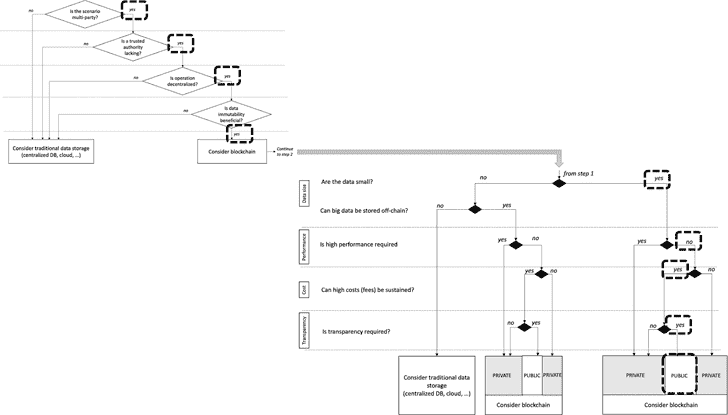 Is the scenario
multi-party?
no
yes
Is a trusted
authority
lacking?
no
yes
Is operation
decentralized?
no
yes
Is data
immutability
beneficial?
no
yes
Consider traditional data storage
(centralized DB, cloud, ...)
Consider blockchain
Continue
to step 2
from step 1
Data size
Are the data small?
no
yes
Can big data be stored off-chain?
no
yes
Performance
Is high performance required
yes
no
yes
no
Cost
Can high costs (fees) be sustained?
yes
no
yes
no
Transparency
Is transparency required?
no
yes
no
yes
Consider traditional data
storage
(centralized DB, cloud, ...)
PRIVATE
PUBLIC
PRIVATE
Consider blockchain
PRIVATE
PUBLIC
PRIVATE
Consider blockchain